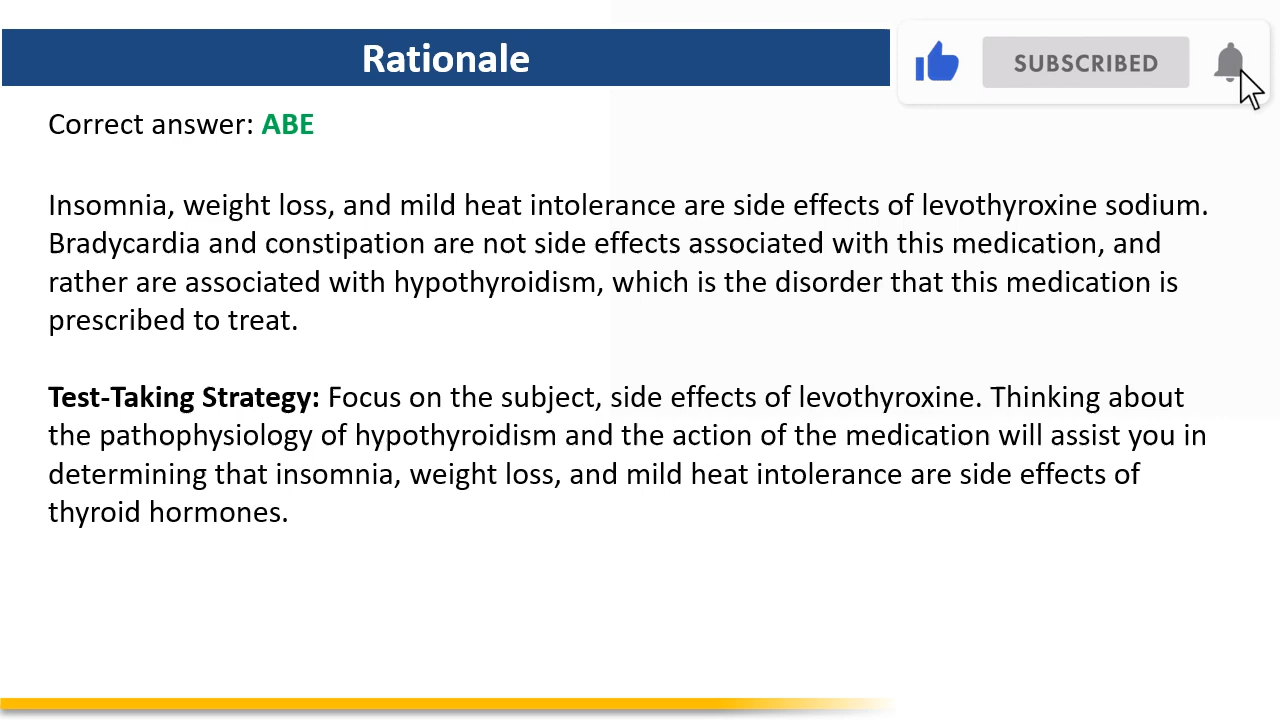 Rationale
SUBSCRIBED
Correct answer: ABE
Insomnia, weight loss, and mild heat intolerance are side effects of levothyroxine sodium.
Bradycardia and constipation are not side effects associated with this medication, and
rather are associated with hypothyroidism, which is the disorder that this medication is
prescribed to treat.
Test-Taking Strategy: Focus on the subject, side effects of levothyroxine. Thinking about
the pathophysiology of hypothyroidism and the action of the medication will assist you in
determining that insomnia, weight loss, and mild heat intolerance are side effects of
thyroid hormones.